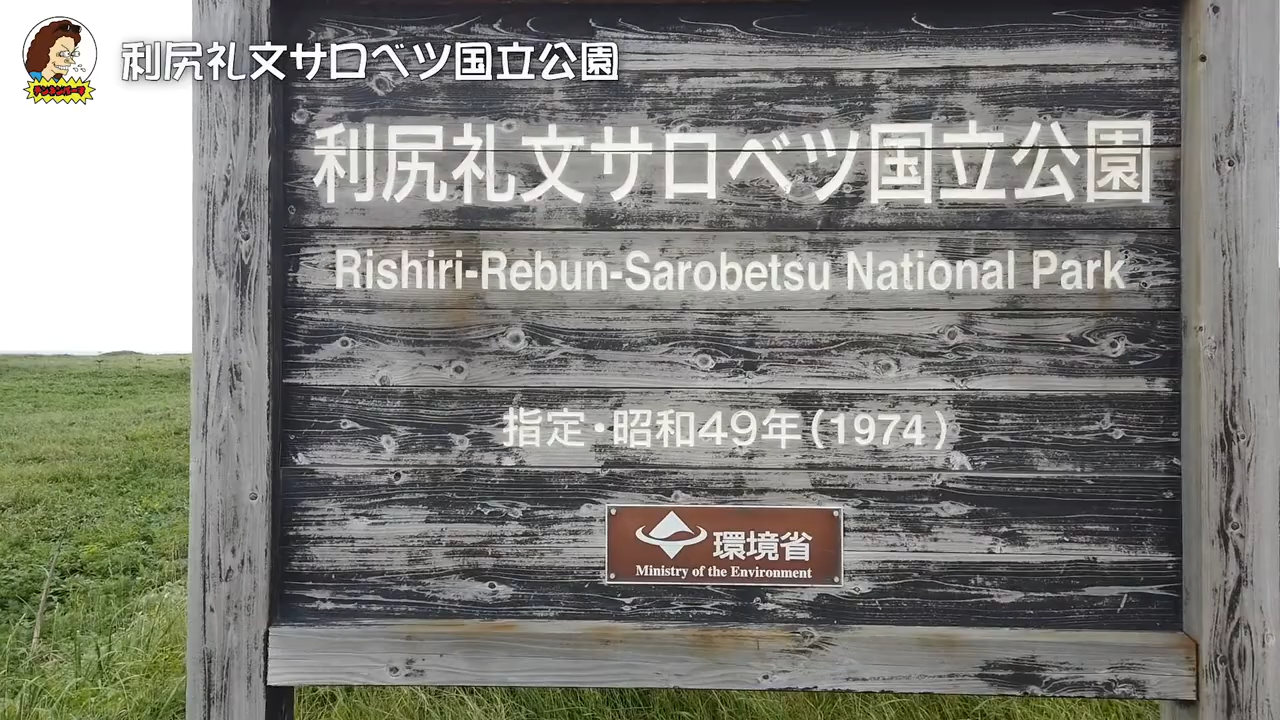 利尻礼文サロベツ国立公園
利尻礼文サロベツ国立公園
Rishiri-Rebun-Sarobetsu National Park
指定・昭和49年(1974)
環境省
Ministry of the Environment